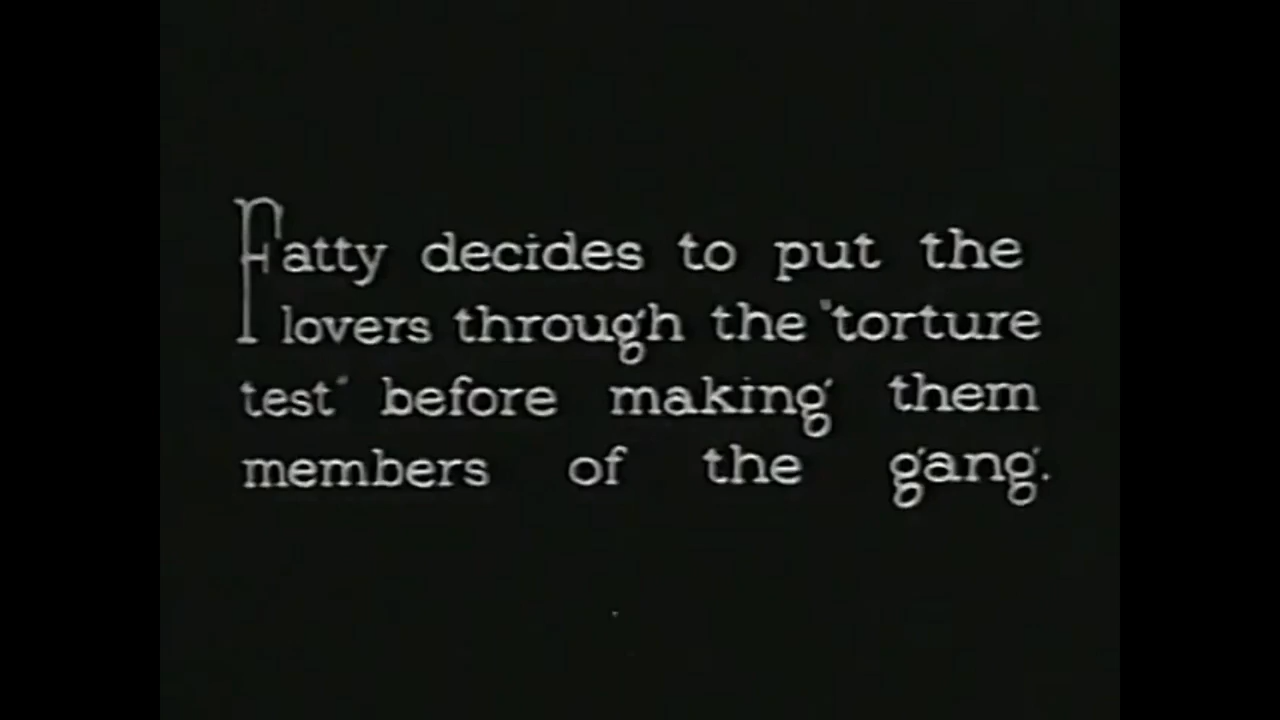 Fatty decides to put the
lovers through the "torture
test" before making them
members of the gang.